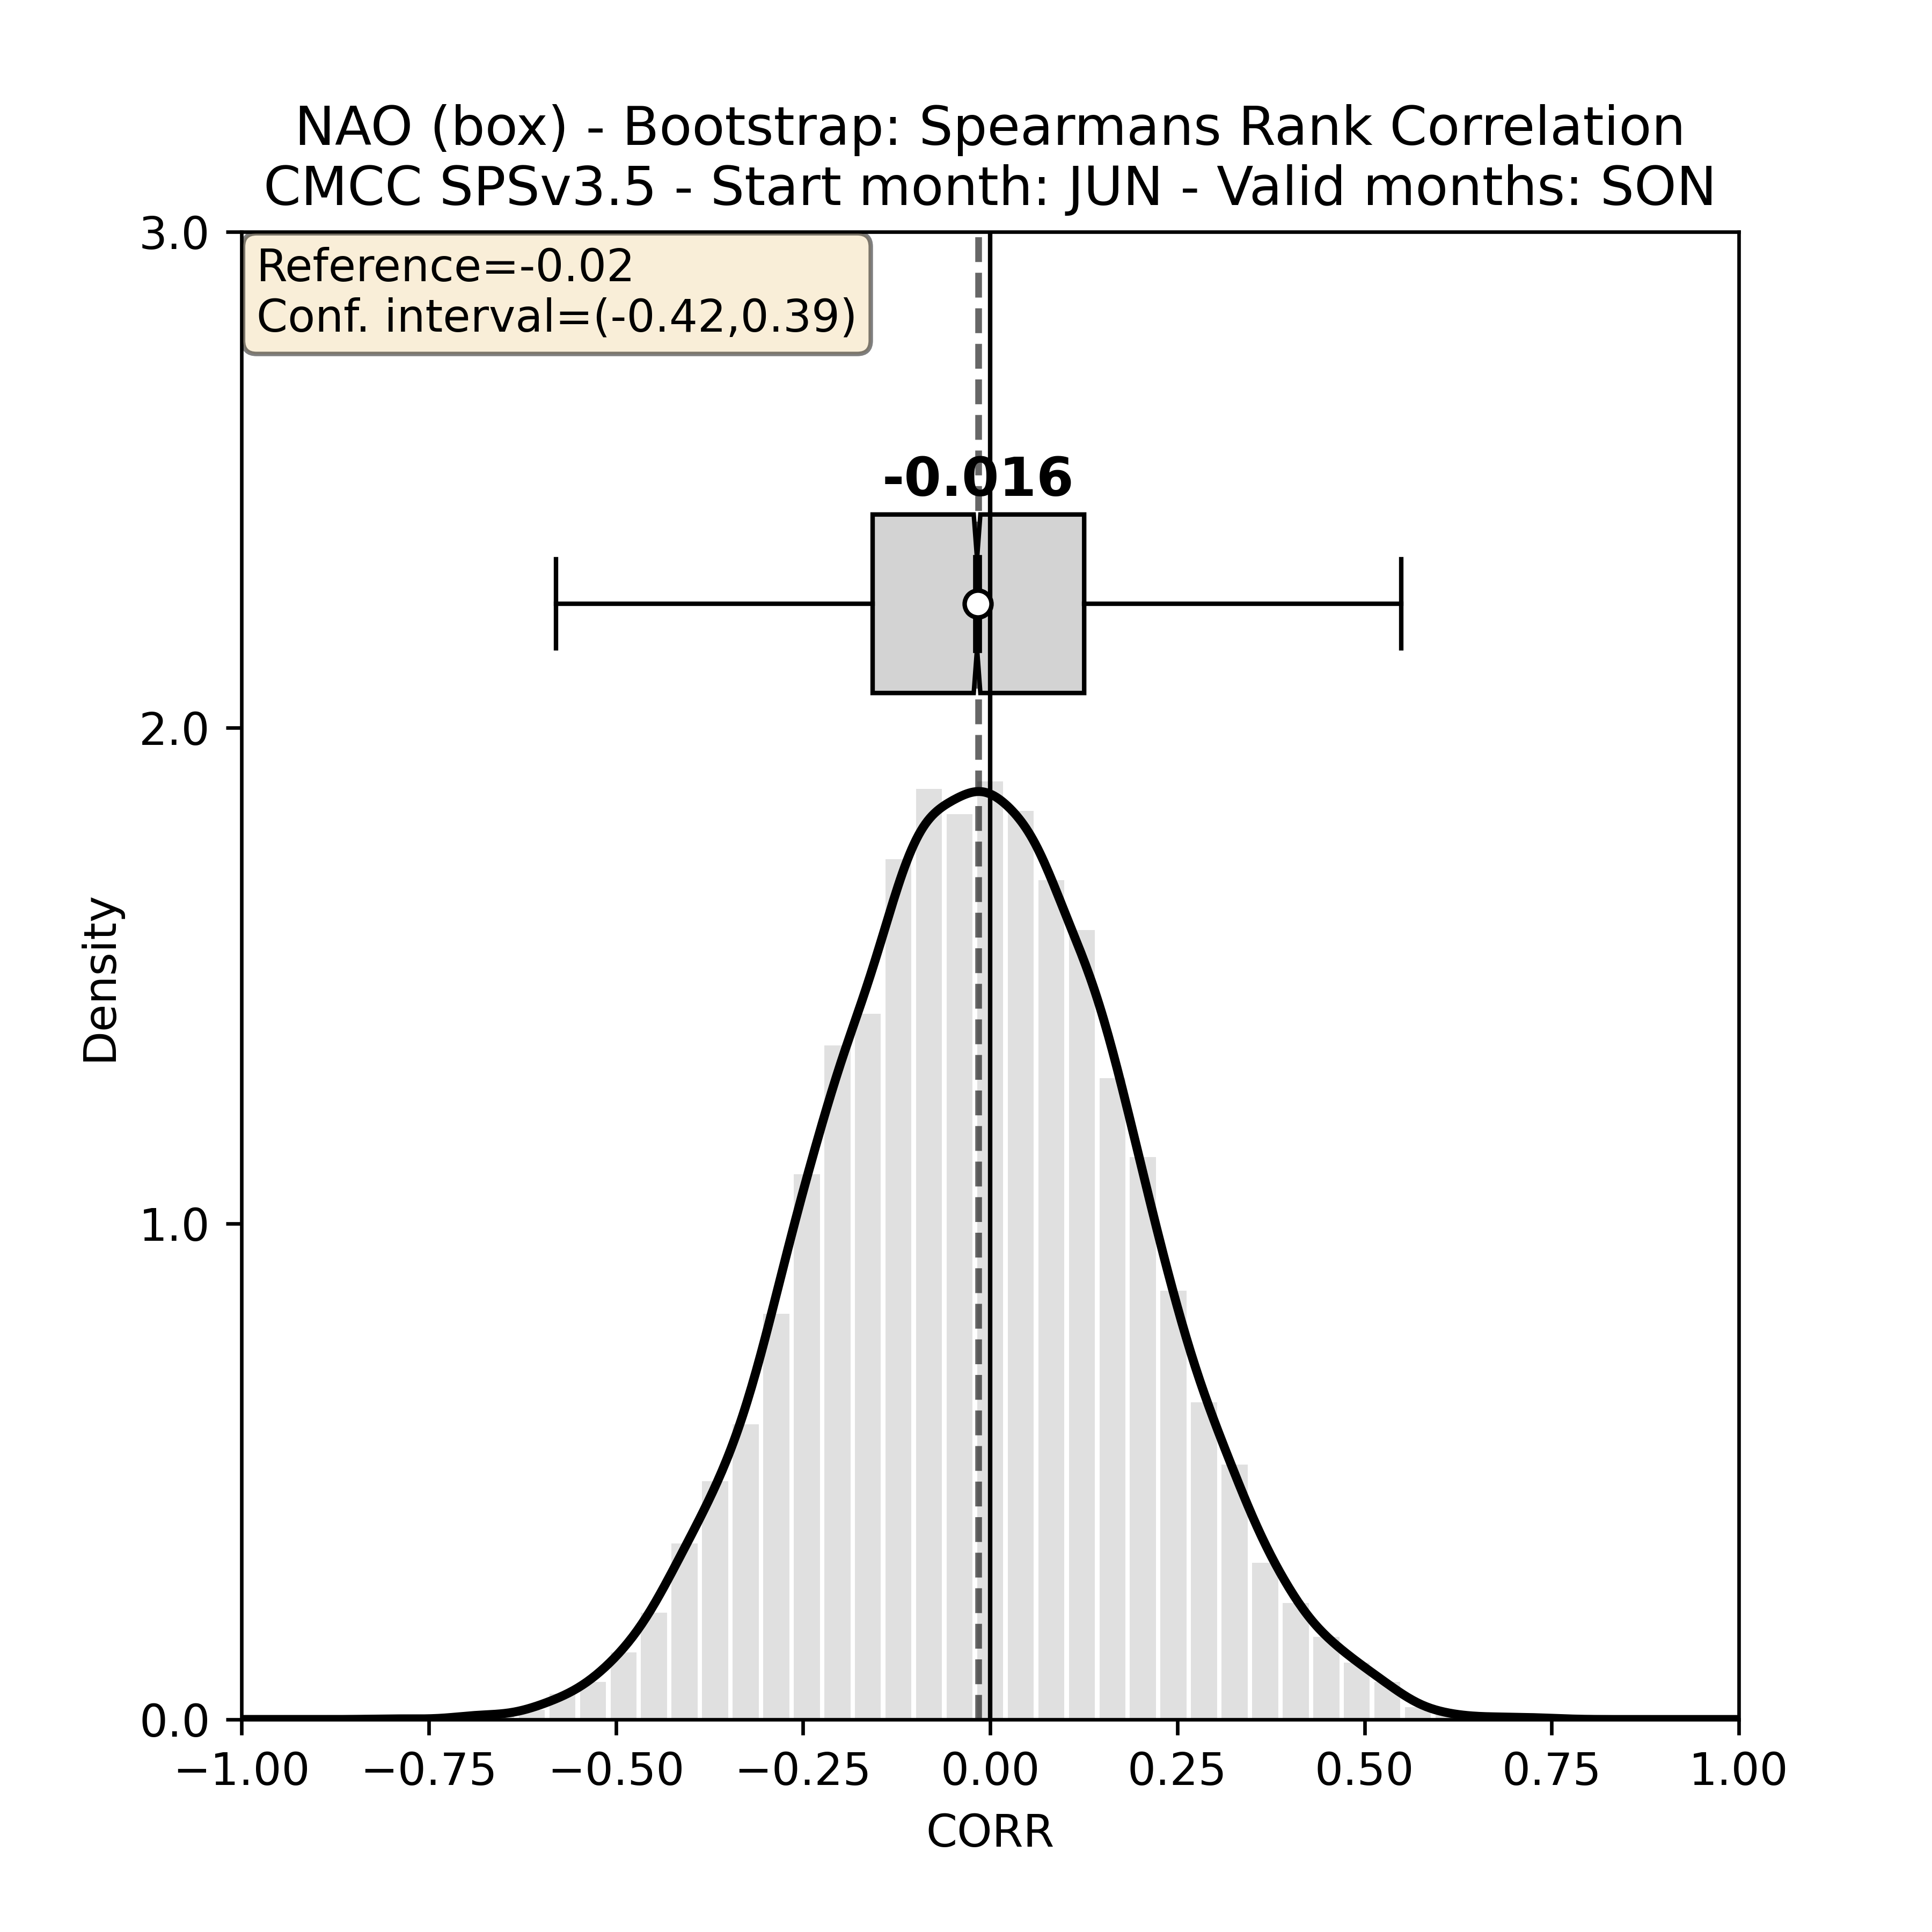 NAO (box) - Bootstrap: Spearmans Rank Correlation
CMCC SPSv3.5 - Start month: JUN - Valid months: SON
3.0
Reference=-0.02
Conf. interval=(-0.42,0.39)
-0.016
2.0
Density
1.0
0.0
−1.00 −0.75 −0.50 −0.25 0.00 0.25 0.50 0.75 1.00
CORR